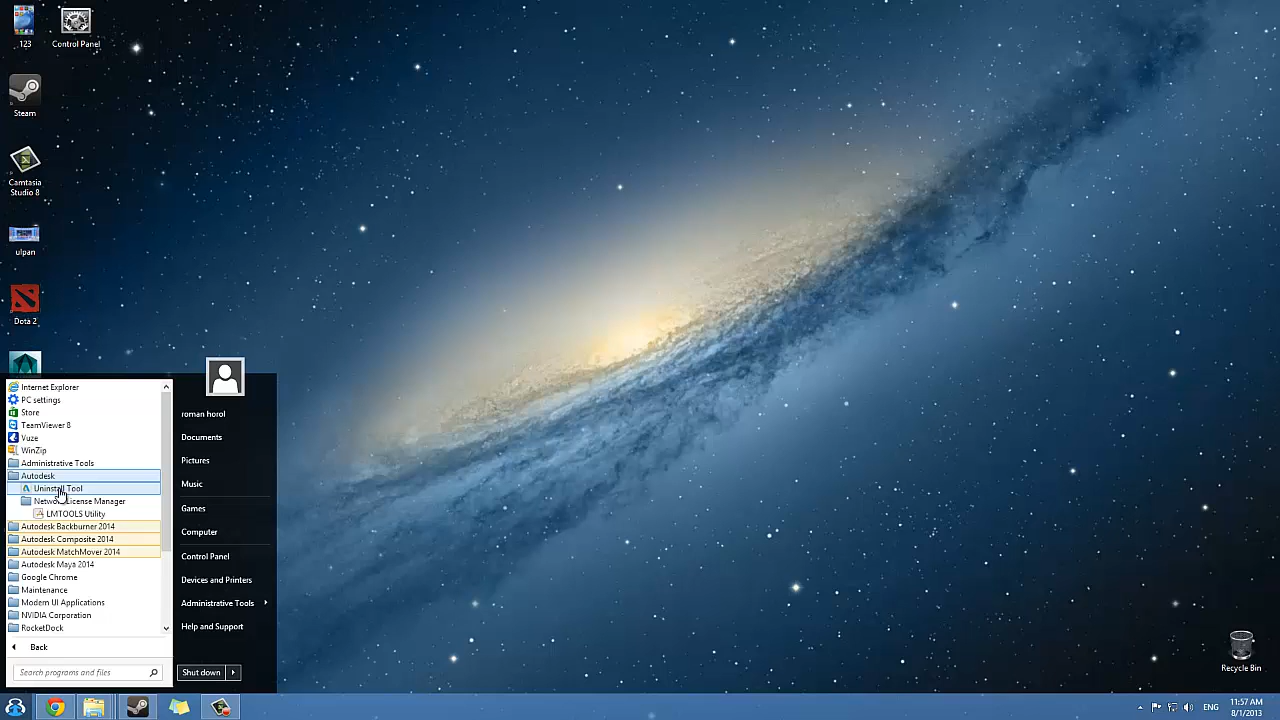 123
Control Panel
Steam
Camtasia
Studio 8
ulpan
Dota 2
Internet Explorer
PC settings
Store
TeamViewer 8
Vuze
WinZip
Administrative Tools
Autodesk
Uninstall Tool
Network License Manager
LMTOOLS Utility
Autodesk Backburner 2014
Autodesk Composite 2014
Autodesk MatchMover 2014
Autodesk Maya 2014
Google Chrome
Maintenance
Modern UI Applications
NVIDIA Corporation
RocketDock
Back
Search programs and files
roman horol
Documents
Pictures
Music
Games
Computer
Control Panel
Devices and Printers
Administrative Tools
Help and Support
Shut down
Recycle Bin
ENG
11:57 AM
8/1/2013